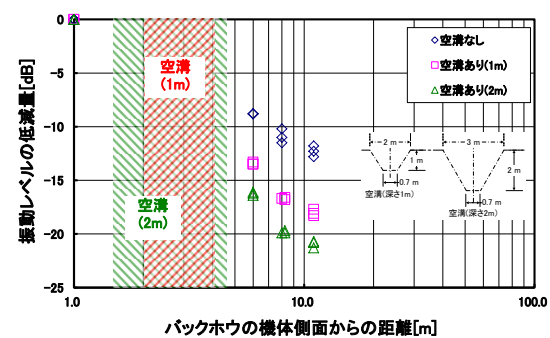 振動レベルの低減量[dB]
0
-5
-10
-15
-20
-25
1.0
10.0
100.0
バックホウの機体側面からの距離[m]
空溝
(1m)
空溝
(2m)
空溝なし
空溝あり(1m)
空溝あり(2m)
2 m
1 m
0.7 m
空溝(深さ1m)
3 m
2 m
0.7 m
空溝(深さ2m)